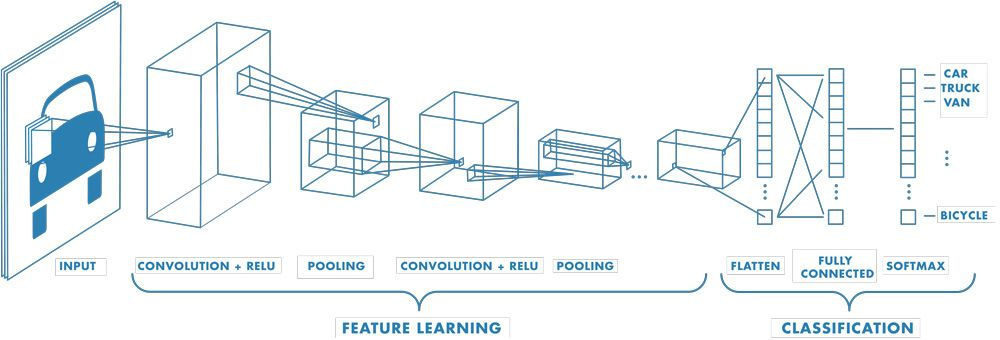 CAR
TRUCK
VAN
BICYCLE
INPUT
CONVOLUTION + RELU
POOLING
CONVOLUTION + RELU
POOLING
FLATTEN
FULLY
CONNECTED
SOFTMAX
FEATURE LEARNING
CLASSIFICATION